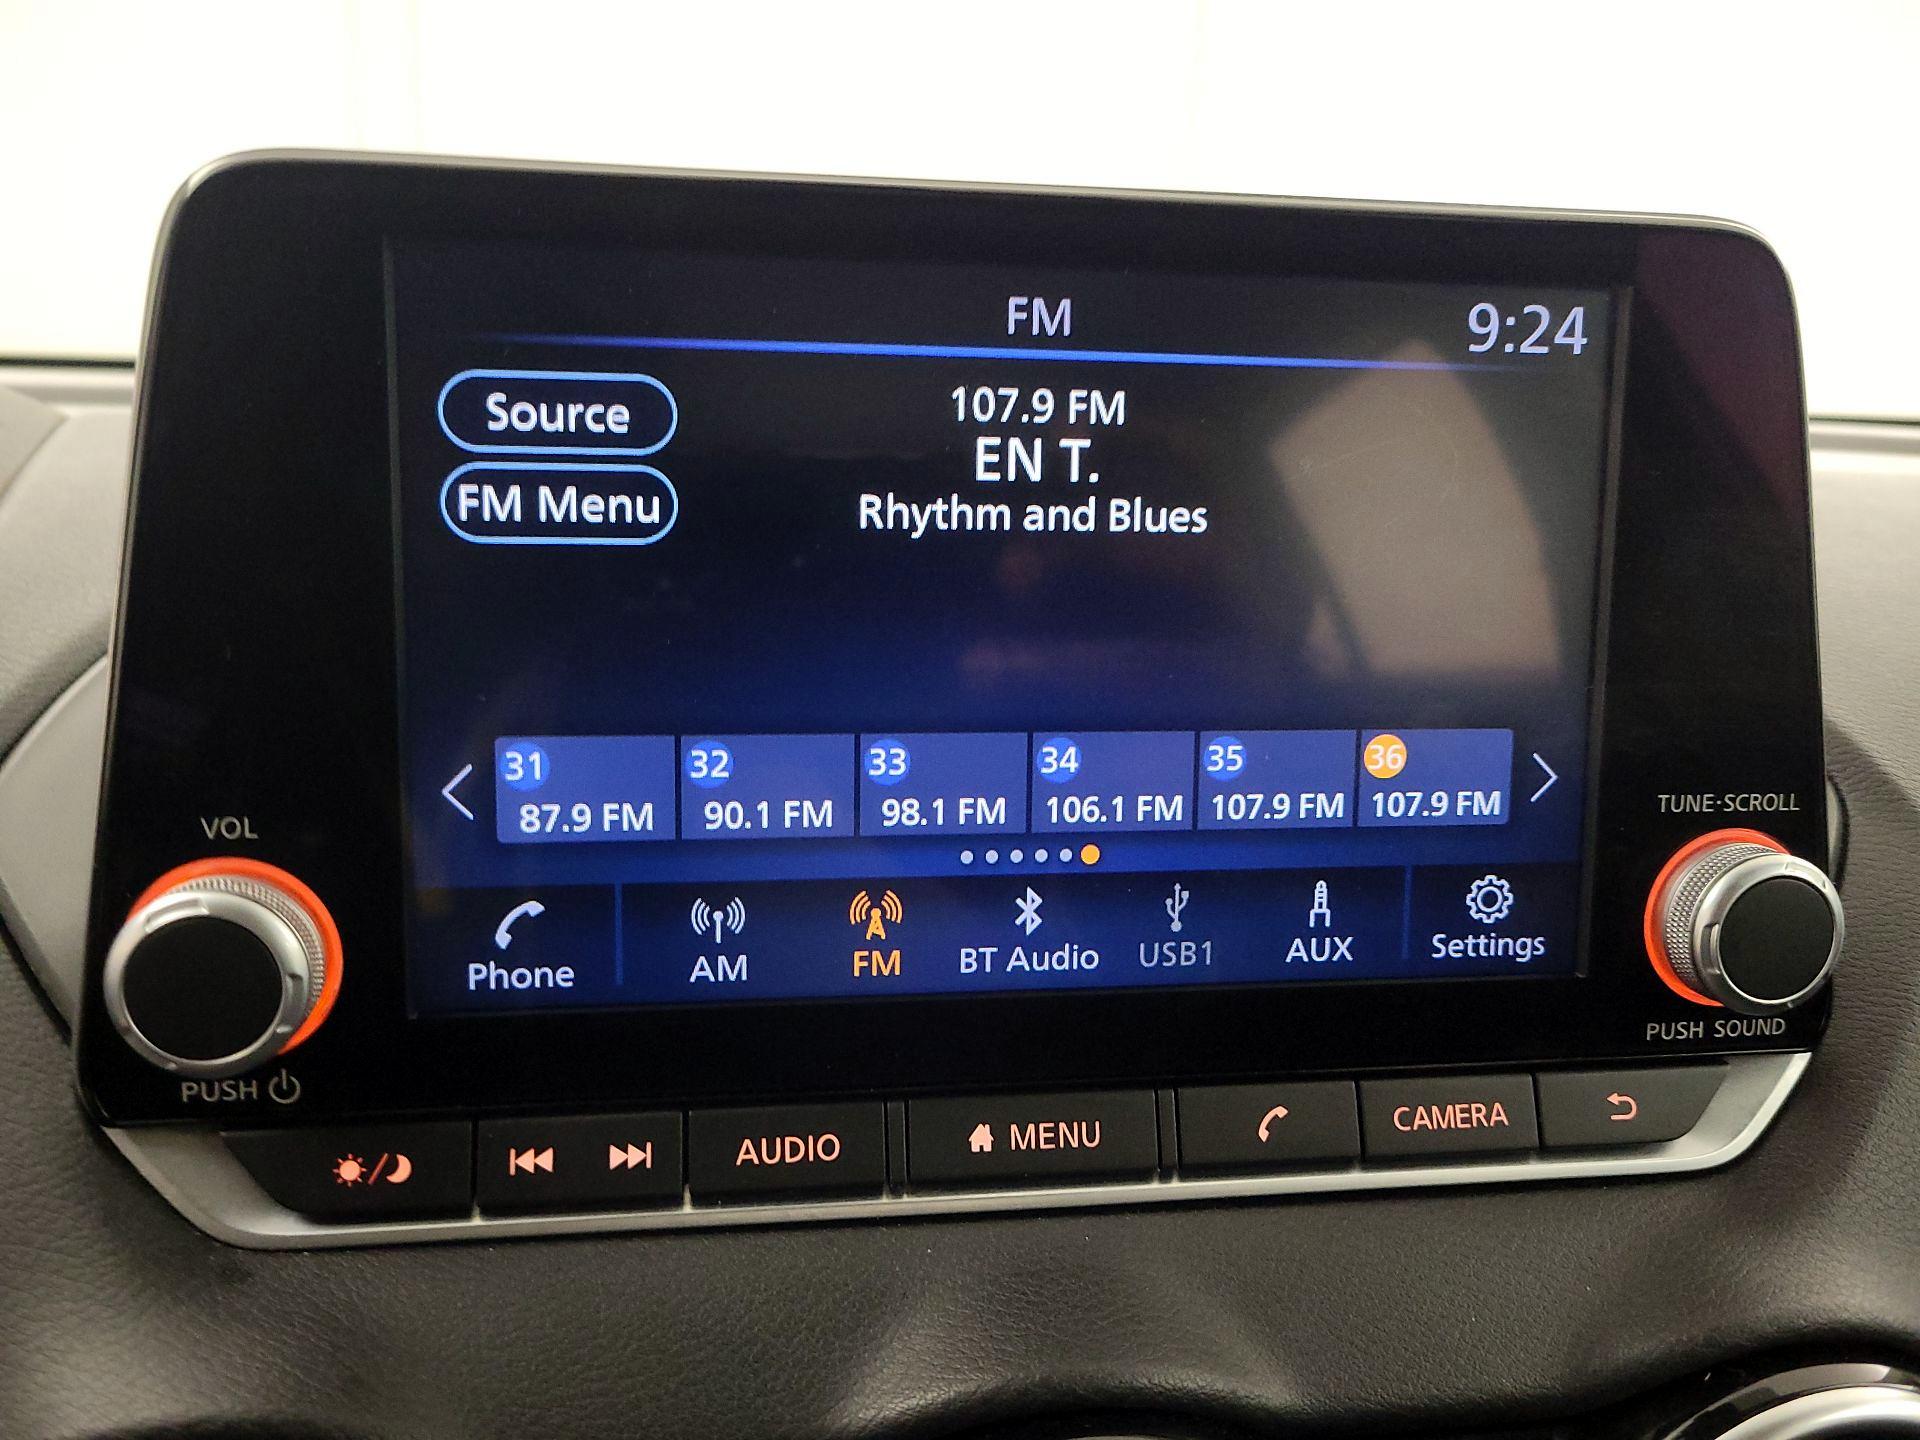 FM
9:24
Source
107.9 FM
EN T.
FM Menu
Rhythm and Blues
31
32
33
34
35
36
87.9 FM
90.1 FM
98.1 FM
106.1 FM
107.9 FM
107.9 FM
VOL
TUNE·SCROLL
Phone
AM
FM
BT Audio
USB1
AUX
Settings
PUSH
PUSH SOUND
AUDIO
MENU
CAMERA